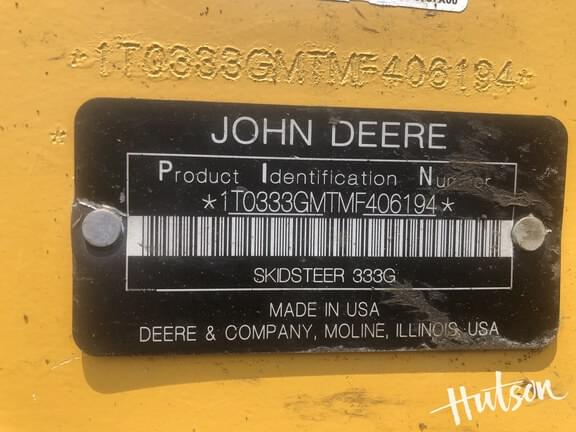 *1T0333GMTMF406194*
*
JOHN DEERE
Product Identification Number
*1T0333GMTMF406194*
SKIDSTEER 333G
MADE IN USA
DEERE & COMPANY, MOLINE, ILLINOIS USA
Hutson